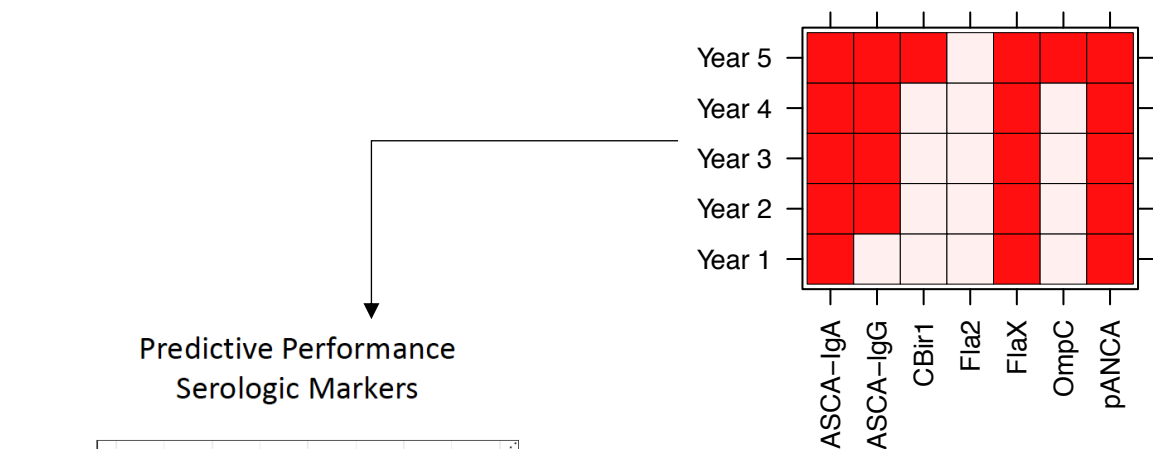 Year 5
Year 4
Year 3
Year 2
Year 1
ASCA−IgA
ASCA−IgG
CBir1
Fla2
FlaX
OmpC
pANCA
Predictive Performance
Serologic Markers